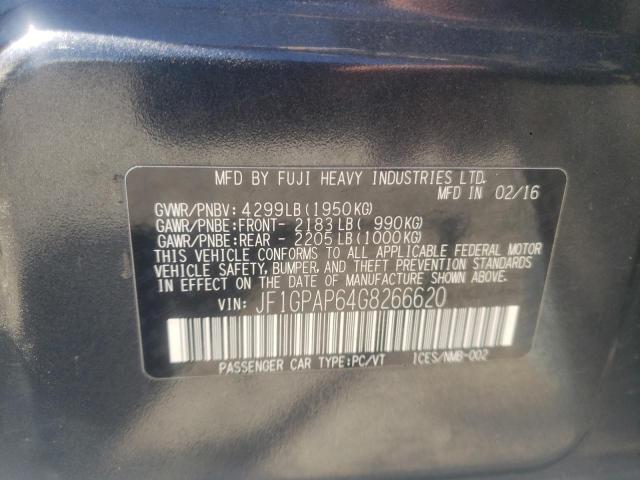 MFD BY FUJI HEAVY INDUSTRIES LTD.
MFD IN 02/16
GVWR/PNBV: 4299LB(1950KG)
GAWR/PNBE:FRONT- 2183LB( 990KG)
GAWR/PNBE:REAR - 2205LB(1000KG)
THIS VEHICLE CONFORMS TO ALL APPLICABLE FEDERAL MOTOR
VEHICLE SAFETY, BUMPER, AND THEFT PREVENTION STANDARDS
IN EFFECT ON THE DATE OF MANUFACTURE SHOWN ABOVE.
VIN: JF1GPAP64G8266620
PASSENGER CAR TYPE:PC/VT ICES/NMB-002